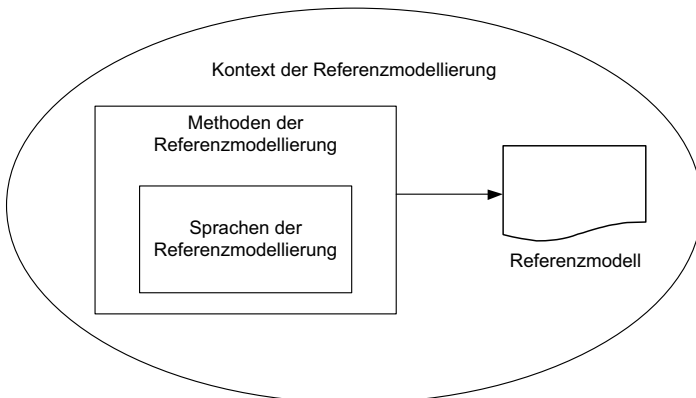 Kontext der Referenzmodellierung
Methoden der
Referenzmodellierung
Sprachen der
Referenzmodellierung
Referenzmodell